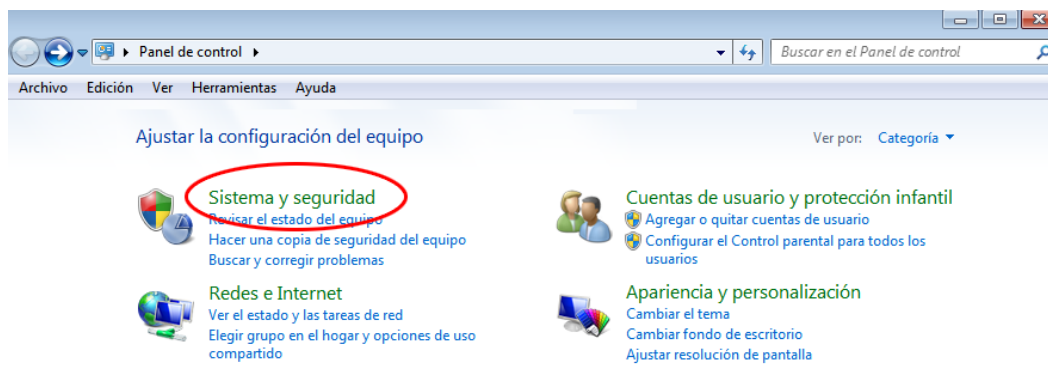 Panel de control
Buscar en el Panel de control
Archivo Edición Ver Herramientas Ayuda
Ajustar la configuración del equipo
Ver por: Categoría
Sistema y seguridad
Revisar el estado del equipo
Hacer una copia de seguridad del equipo
Buscar y corregir problemas
Redes e Internet
Ver el estado y las tareas de red
Elegir grupo en el hogar y opciones de uso
compartido
Cuentas de usuario y protección infantil
Agregar o quitar cuentas de usuario
Configurar el Control parental para todos los
usuarios
Apariencia y personalización
Cambiar el tema
Cambiar fondo de escritorio
Ajustar resolución de pantalla